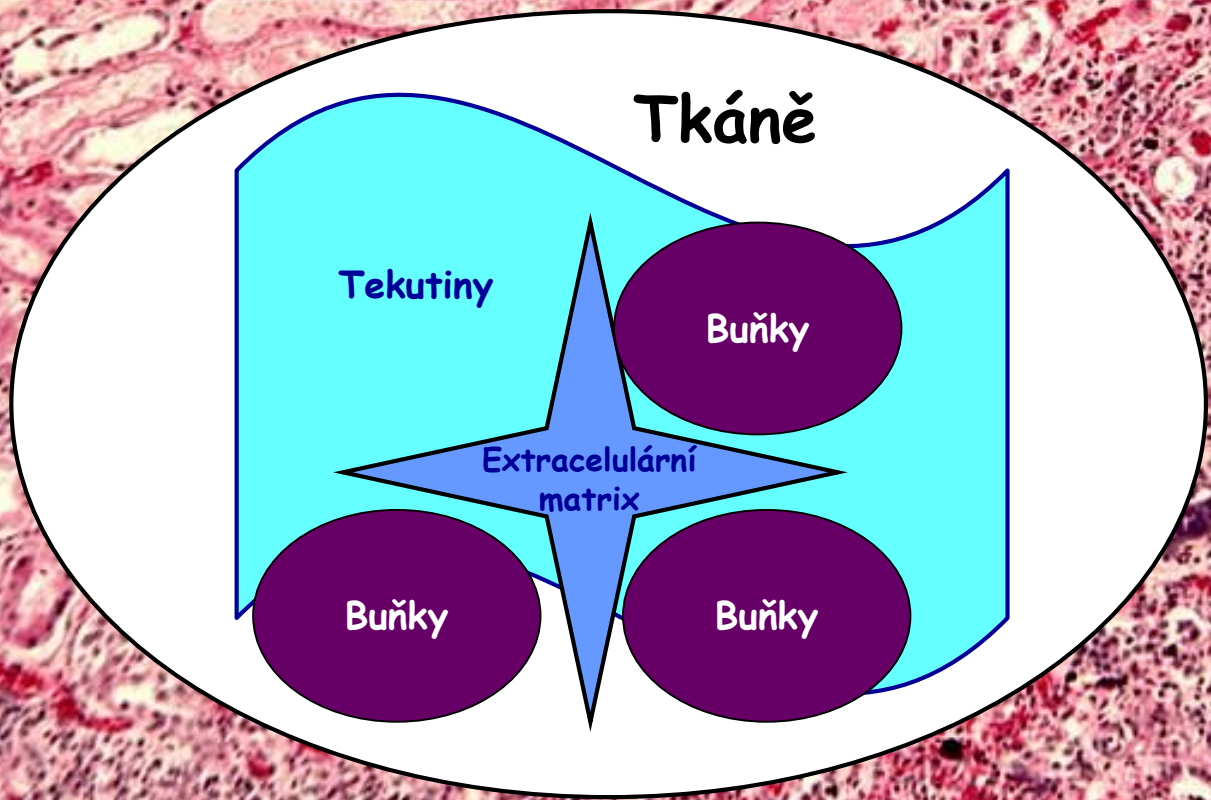 Tkáně
Tekutiny
Buňky
Extracelulární
matrix
Buňky
Buňky